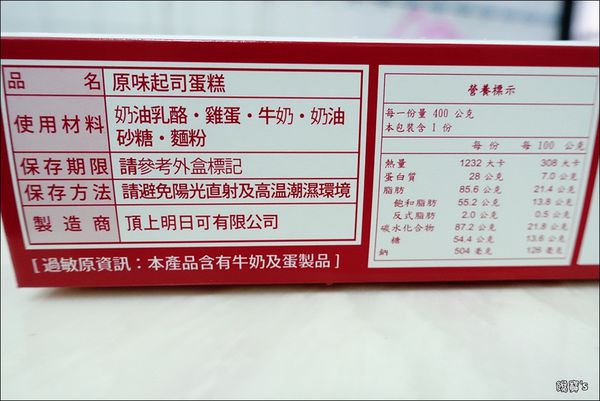 品名 原味起司蛋糕
使用材料 奶油乳酪・雞蛋・牛奶・奶油
砂糖・麵粉
保存期限 請參考外盒標記
保存方法 請避免陽光直射及高溫潮濕環境
製造商 頂上明日可有限公司
[ 過敏原資訊：本產品含有牛奶及蛋製品 ]
營養標示
每一份量 400 公克
本包裝含 1 份
每份 每 100 公克
熱量 1232 大卡 308 大卡
蛋白質 28 公克 7.0 公克
脂肪 85.6 公克 21.4 公克
飽和脂肪 55.2 公克 13.8 公克
反式脂肪 2.0 公克 0.5 公克
碳水化合物 87.2 公克 21.8 公克
糖 54.4 公克 13.6 公克
鈉 504 毫克 126 毫克